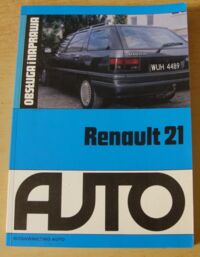 OBSŁUGA I NAPRAWA
WUH 4489
Renault 21
AUTO
WYDAWNICTWO AUTO